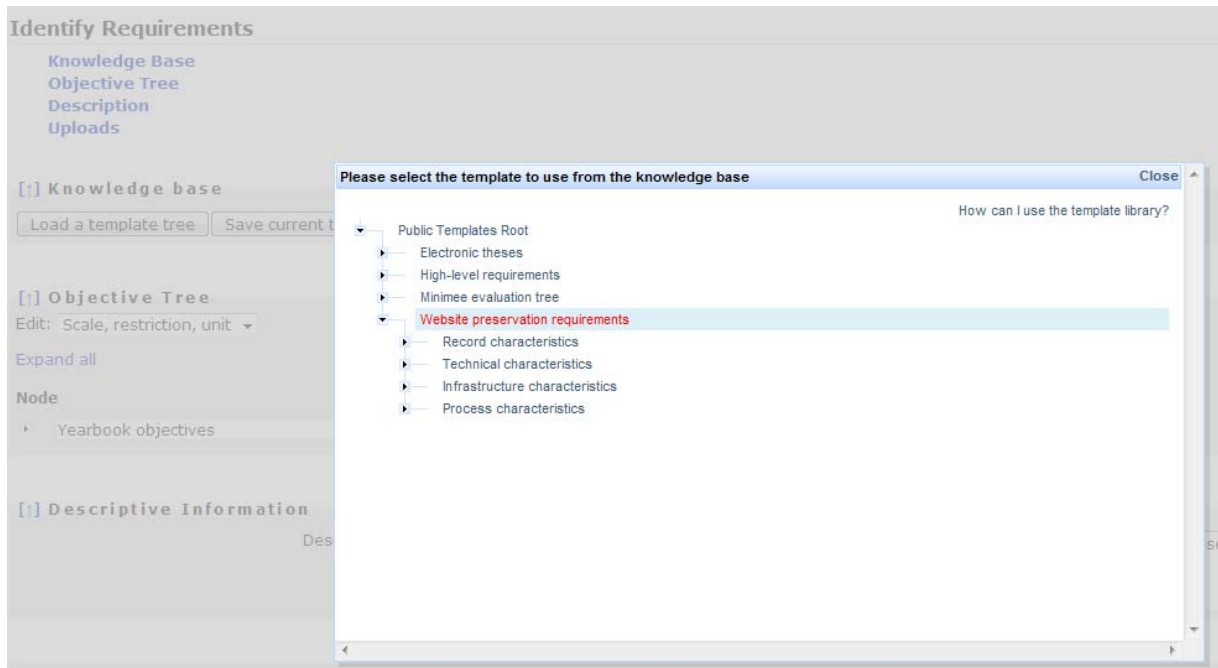 Identify Requirements
Knowledge Base
Objective Tree
Description
Uploads
[↑] Knowledge base
Load a template tree
Save current t
[↑] Objective Tree
Edit: Scale, restriction, unit
Expand all
Node
Yearbook objectives
[↑] Descriptive Information
Des
Please select the template to use from the knowledge base
Close
How can I use the template library?
Public Templates Root
Electronic theses
High-level requirements
Minimee evaluation tree
Website preservation requirements
Record characteristics
Technical characteristics
Infrastructure characteristics
Process characteristics